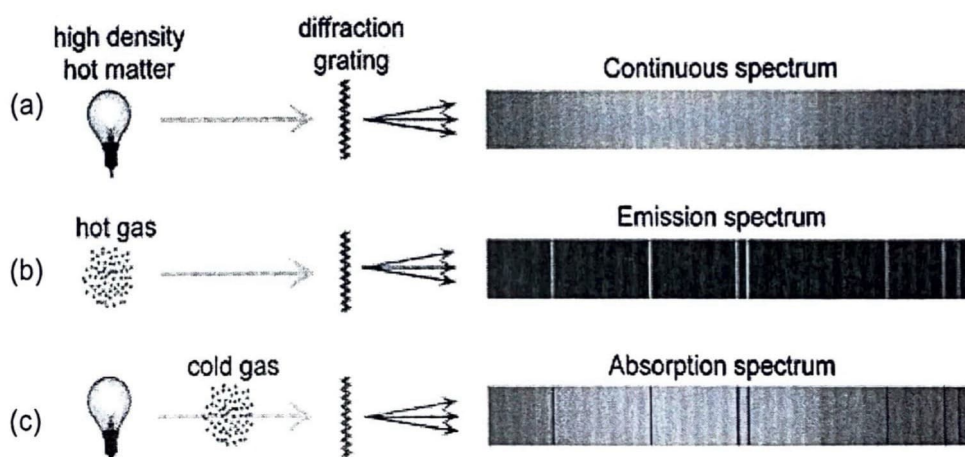 high density
hot matter
diffraction
grating
Continuous spectrum
(a)
hot gas
Emission spectrum
(b)
cold gas
Absorption spectrum
(c)